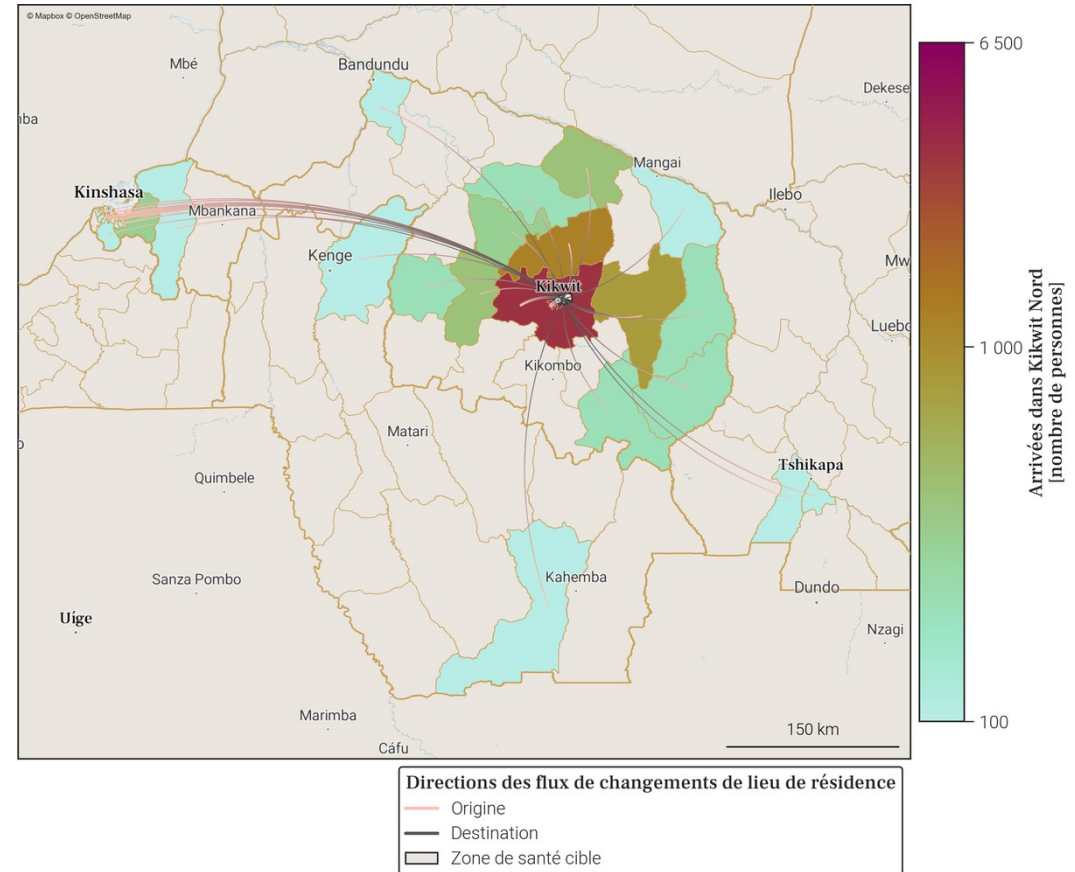 © Mapbox © OpenStreetMap
Mbé
Bandundu
Dekese
nba
Mangai
Kinshasa
Ilebo
Mbankana
Kenge
Mw
Kikwit
Luebo
Kikombo
Matari
Tshikapa
Quimbele
Sanza Pombo
Kahemba
Dundo
Uíge
Nzagi
Marimba
150 km
Cáfu
6 500
1 000
100
Arrivées dans Kikwit Nord
[nombre de personnes]
Directions des flux de changements de lieu de résidence
Origine
Destination
Zone de santé cible